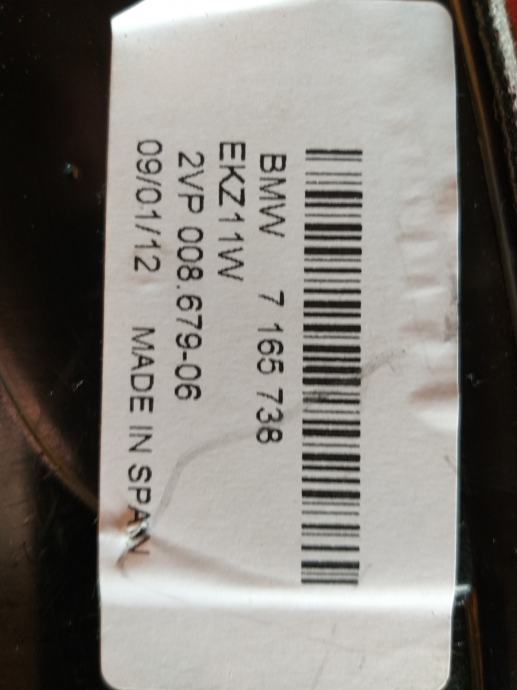 BMW 7 165 738
EKZ11W
2VP 008.679-06
09/01/12 MADE IN SPAIN